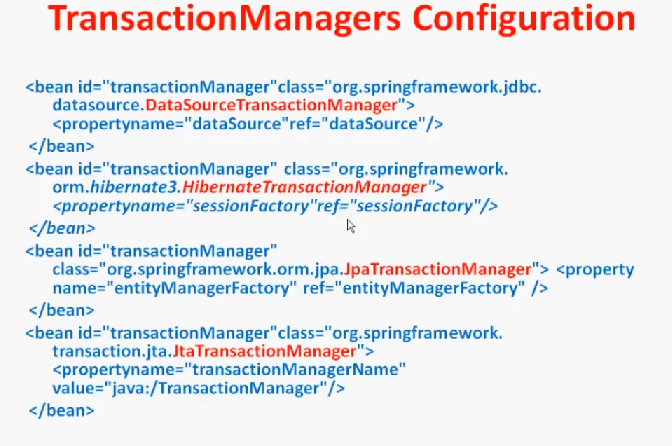 TransactionManagers Configuration
<bean id="transactionManager"class="org.springframework.jdbc.
datasource.DataSourceTransactionManager">
<propertyname="dataSource"ref="dataSource"/>
</bean>
<bean id="transactionManager" class="org.springframework.
orm.hibernate3.HibernateTransactionManager">
<propertyname="sessionFactory"ref="sessionFactory"/>
</bean>
<bean id="transactionManager"
class="org.springframework.orm.jpa.JpaTransactionManager"> <property
name="entityManagerFactory" ref="entityManagerFactory" />
</bean>
<bean id="transactionManager"class="org.springframework.
transaction.jta.JtaTransactionManager">
<propertyname="transactionManagerName"
value="java:/TransactionManager"/>
</bean>